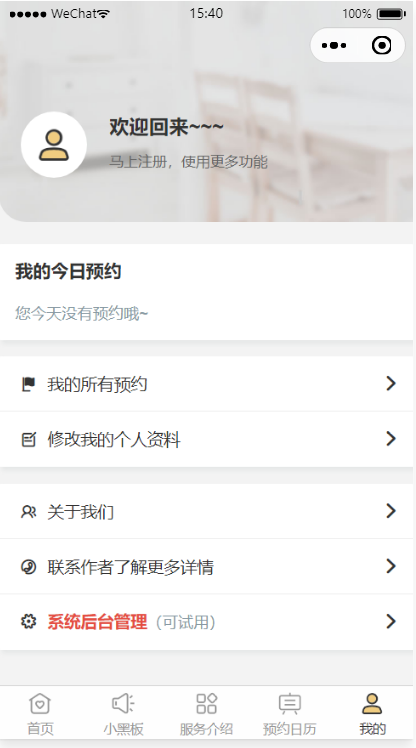 WeChat
15:40
100%
欢迎回来~~~
马上注册，使用更多功能
我的今日预约
您今天没有预约哦~
我的所有预约
修改我的个人资料
关于我们
联系作者了解更多详情
系统后台管理（可试用）
首页 小黑板 服务介绍 预约日历 我的